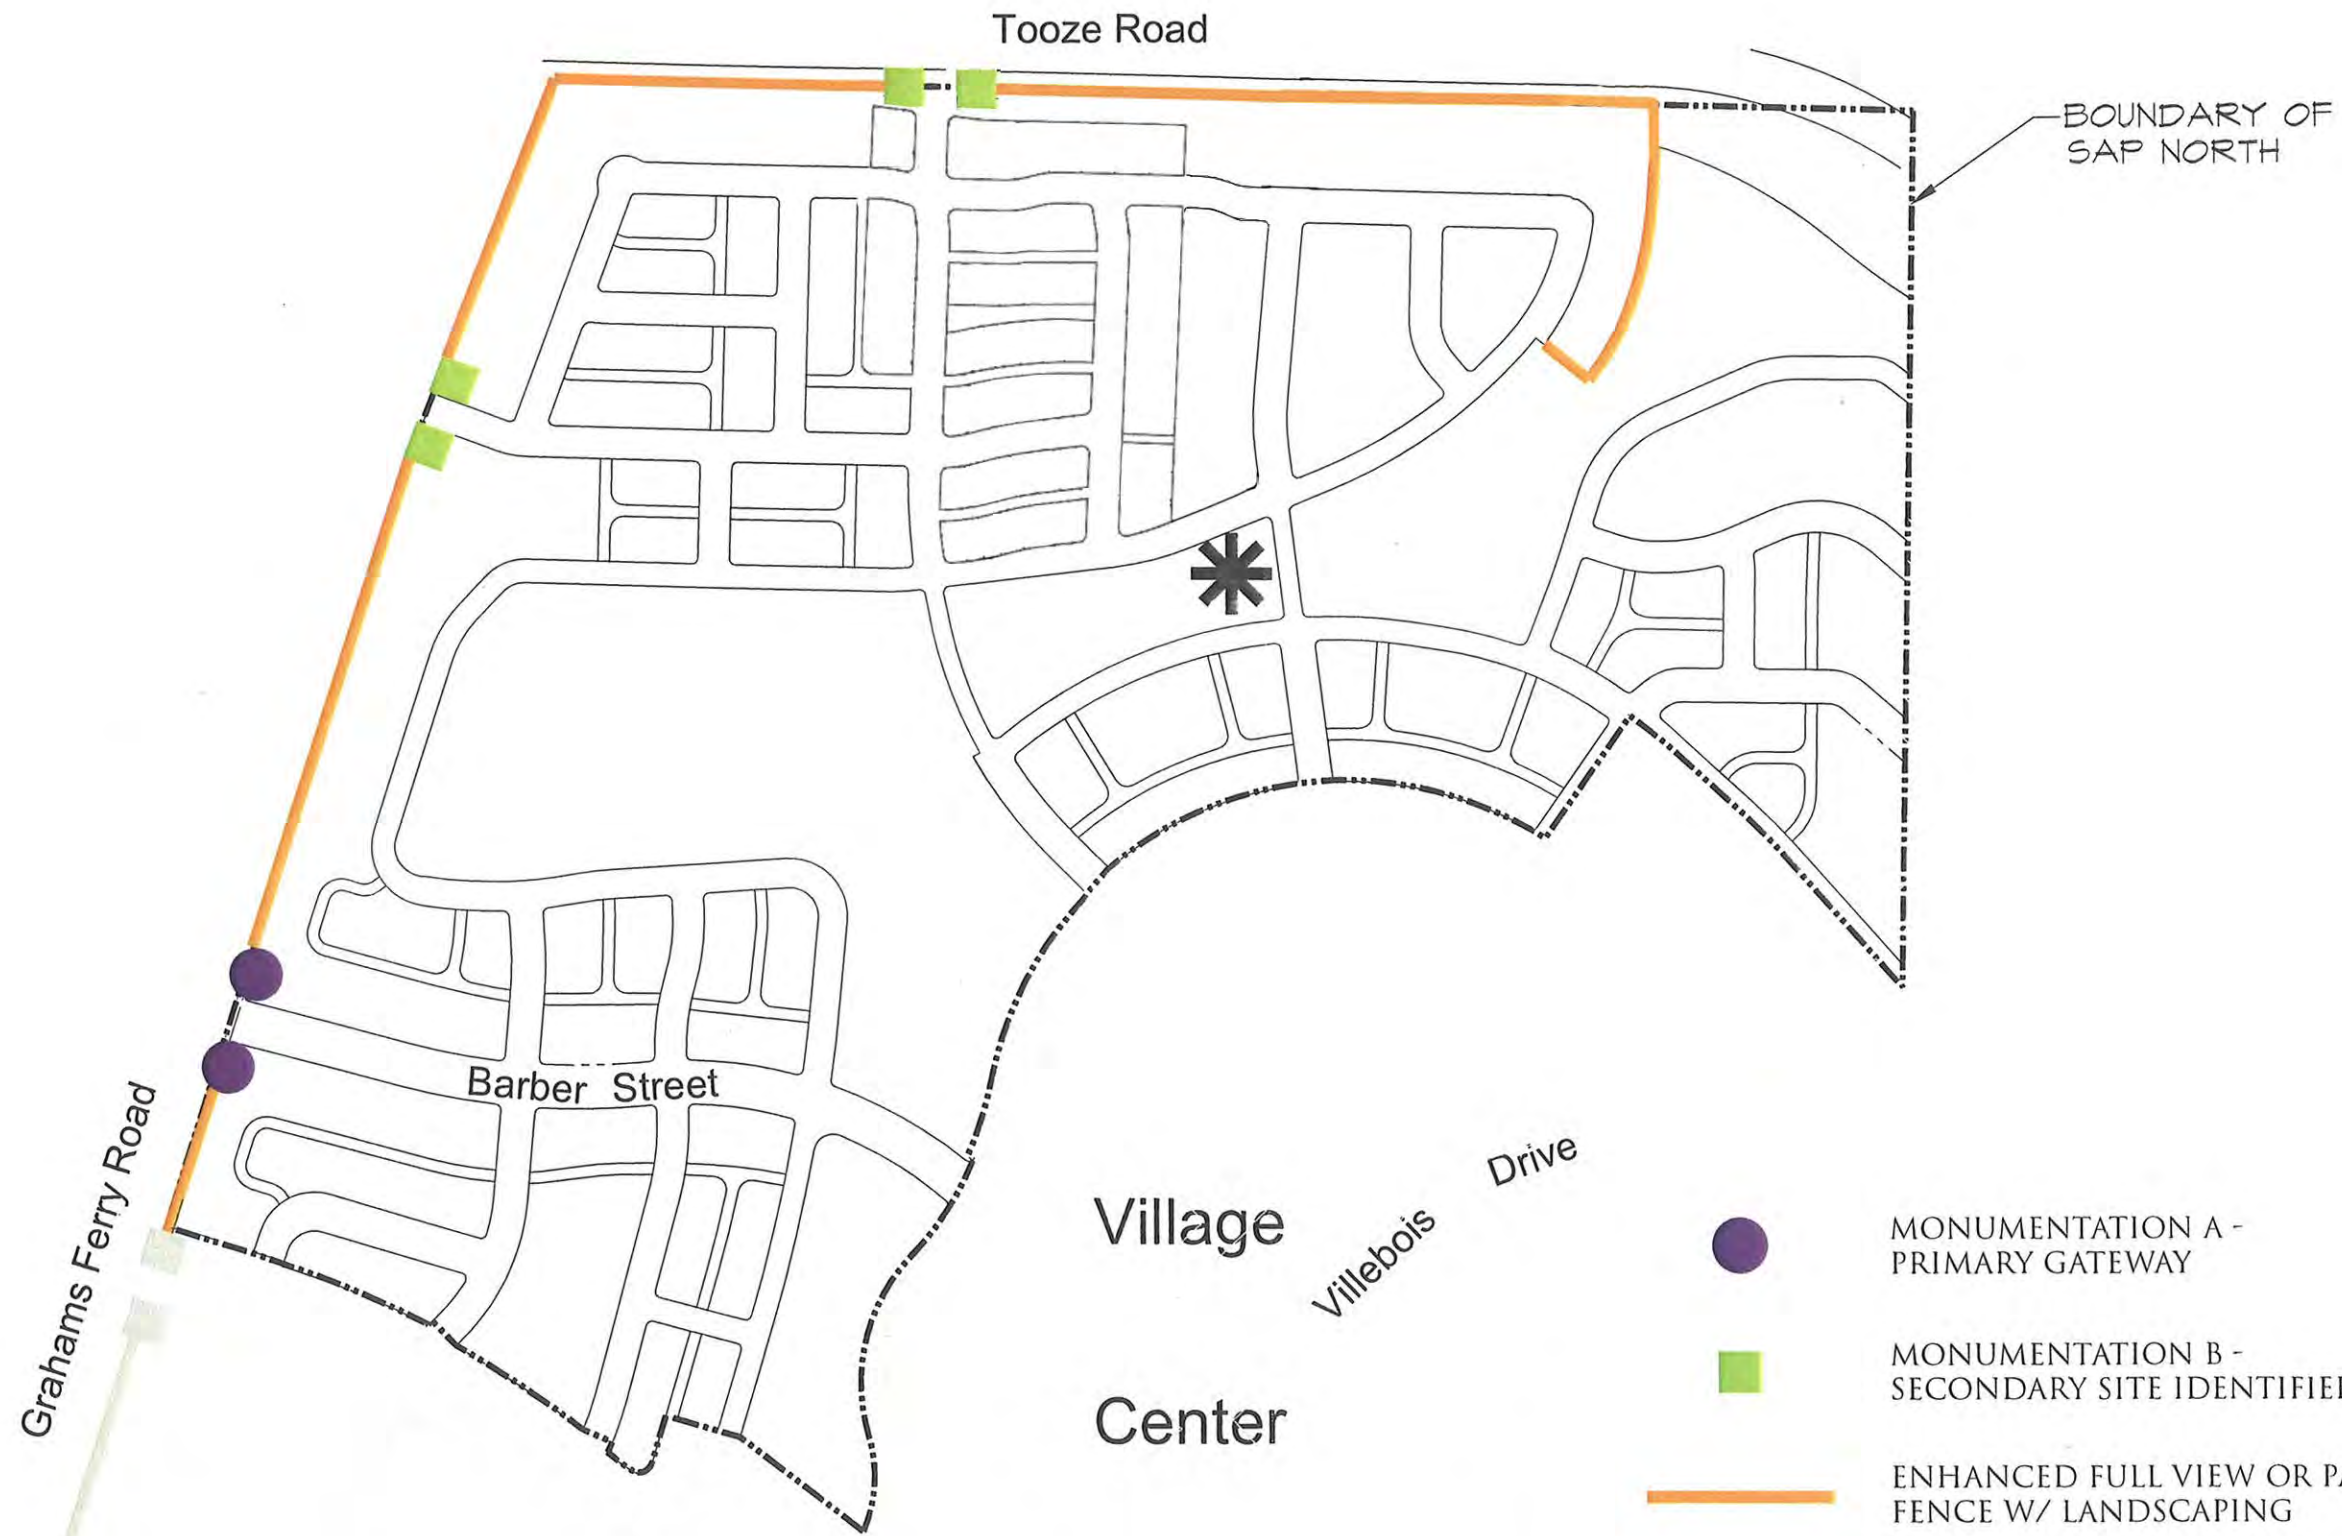 Tooze Road
BOUNDARY OF
SAP NORTH
Barber Street
Grahams Ferry Road
Village
Villebois Drive
Center
MONUMENTATION A -
PRIMARY GATEWAY
MONUMENTATION B -
SECONDARY SITE IDENTIFIER
ENHANCED FULL VIEW OR
FENCE W/ LANDSCAPING